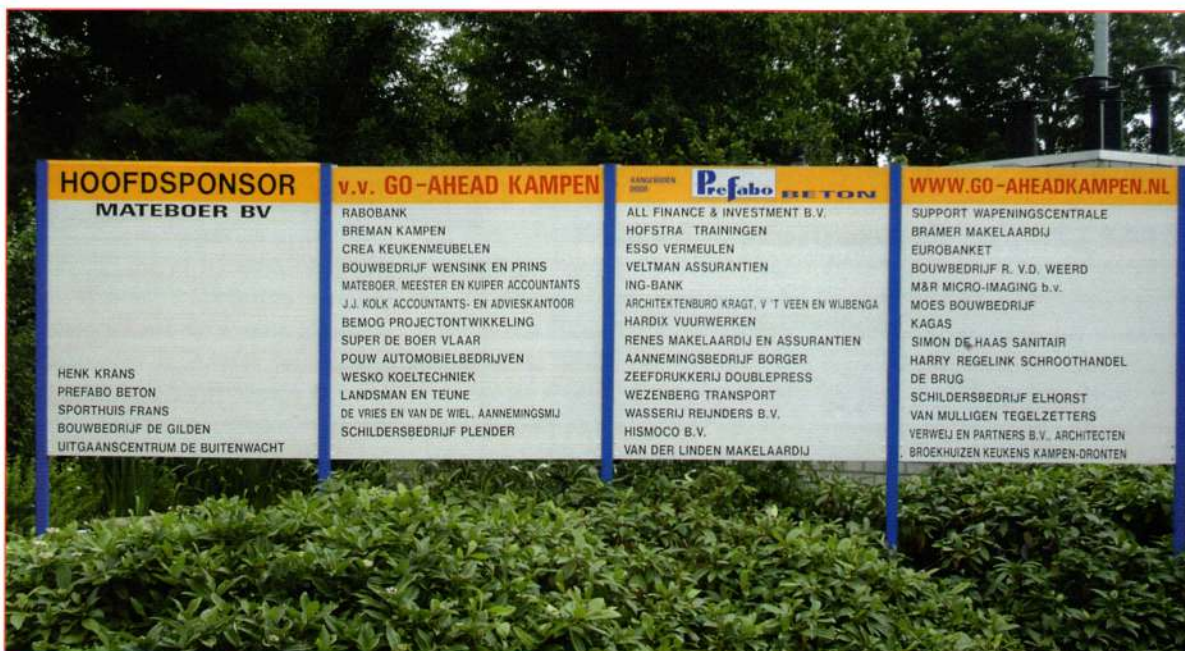 HOOFDSPONSOR
MATEBOER BV
HENK KRANS
PREFABO BETON
SPORTHUIS FRANS
BOUWBEDRIJF DE GILDEN
UITGAANSCENTRUM DE BUITENWACHT
v.v. GO-AHEAD KAMPEN
RABOBANK
BREMAN KAMPEN
CREA KEUKENMEUBELEN
BOUWBEDRIJF WENSINK EN PRINS
MATEBOER, MEESTER EN KUIPER ACCOUNTANTS
J.J. KOLK ACCOUNTANTS- EN ADVIESKANTOOR
BEMOG PROJECTONTWIKKELING
SUPER DE BOER VLAAR
POUW AUTOMOBIELBEDRIJVEN
WESKO KOELTECHNIEK
LANDSMAN EN TEUNE
DE VRIES EN VAN DE WIEL, AANNEMINGSMIJ
SCHILDERSBEDRIJF PLENDER
AANGEBODEN
DOOR
Prefabo BETON
ALL FINANCE & INVESTMENT B.V.
HOFSTRA TRAININGEN
ESSO VERMEULEN
VELTMAN ASSURANTIEN
ING-BANK
ARCHITEKTENBURO KRAGT, V 'T VEEN EN WIJBENGA
HARDIX VUURWERKEN
RENES MAKELAARDIJ EN ASSURANTIEN
AANNEMINGSBEDRIJF BORGER
ZEEFDRUKKERIJ DOUBLEPRESS
WEZENBERG TRANSPORT
WASSERIJ REIJNDERS B.V.
HISMOCO B.V.
VAN DER LINDEN MAKELAARDIJ
WWW.GO-AHEADKAMPEN.NL
SUPPORT WAPENINGSCENTRALE
BRAMER MAKELAARDIJ
EUROBANKET
BOUWBEDRIJF R. V.D. WEERD
M&R MICRO-IMAGING b.v.
MOES BOUWBEDRIJF
KAGAS
SIMON DE HAAS SANITAIR
HARRY REGELINK SCHROOTHANDEL
DE BRUG
SCHILDERSBEDRIJF ELHORST
VAN MULLIGEN TEGELZETTERS
VERWEIJ EN PARTNERS B.V., ARCHITECTEN
BROEKHUIZEN KEUKENS KAMPEN-DRONTEN